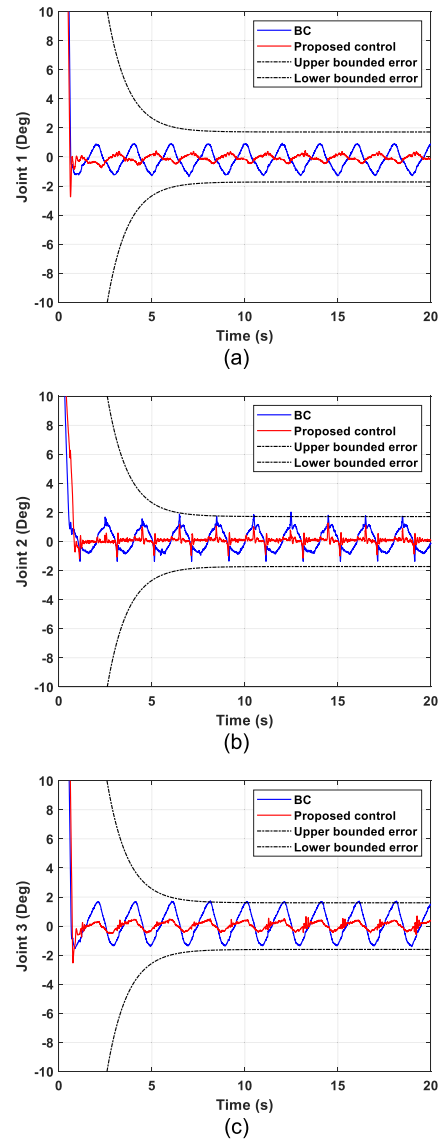 10
8
6
4
2
0
-2
-4
-6
-8
-10
Joint 1 (Deg)
BC
Proposed control
Upper bounded error
Lower bounded error
0 5 10 15 20
Time (s)
(a)
10
8
6
4
2
0
-2
-4
-6
-8
-10
Joint 2 (Deg)
BC
Proposed control
Upper bounded error
Lower bounded error
0 5 10 15 20
Time (s)
(b)
10
8
6
4
2
0
-2
-4
-6
-8
-10
Joint 3 (Deg)
BC
Proposed control
Upper bounded error
Lower bounded error
0 5 10 15 20
Time (s)
(c)